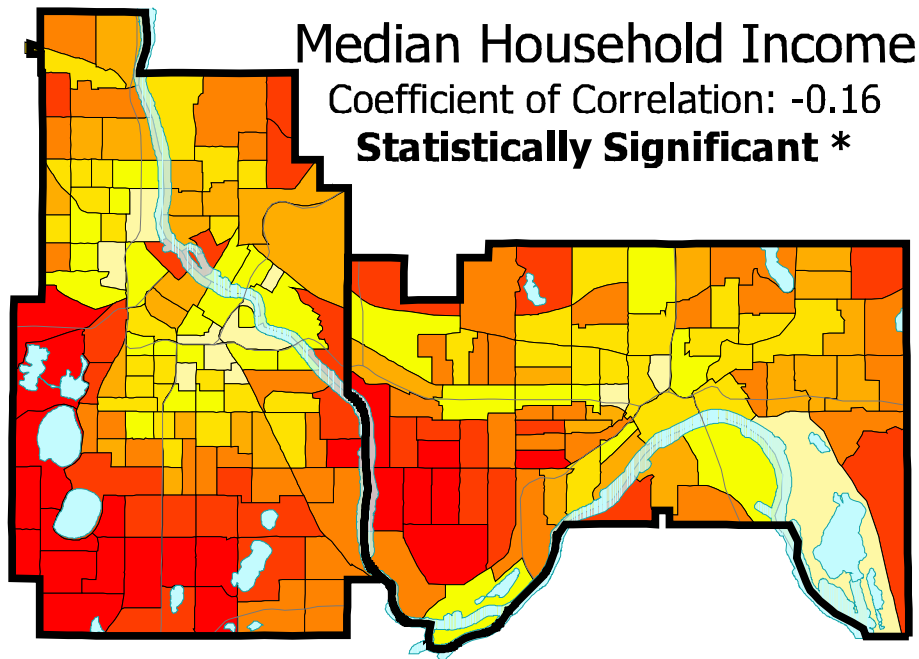 Median Household Income
Coefficient of Correlation: -0.16
Statistically Significant *